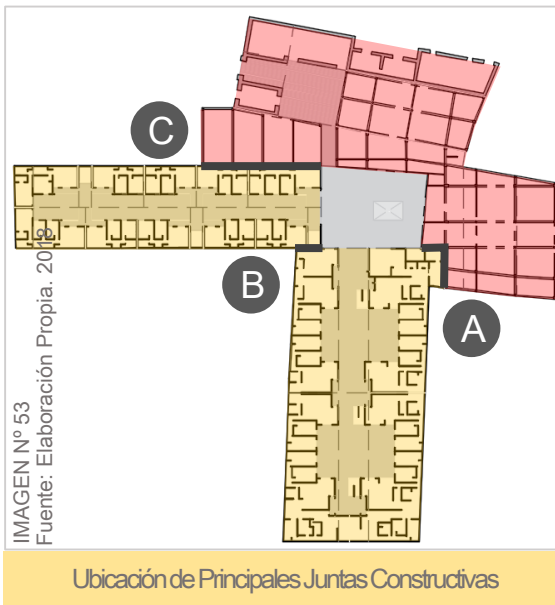 C
B
A
IMAGEN Nº 53
Fuente: Elaboración Propia. 2018
Ubicación de Principales Juntas Constructivas